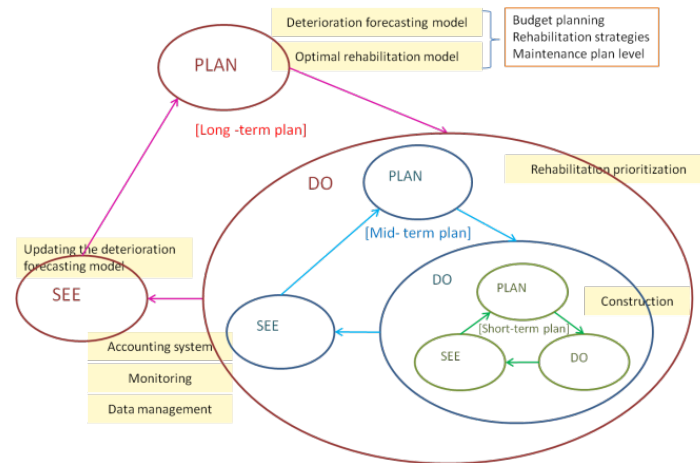 Deterioration forecasting model
Optimal rehabilitation model
Budget planning
Rehabilitation strategies
Maintenance plan level
PLAN
[Long -term plan]
DO
PLAN
Rehabilitation prioritization
[Mid- term plan]
Updating the deterioration
forecasting model
SEE
DO
PLAN
Construction
SEE
[Short-term plan]
SEE
DO
Accounting system
Monitoring
Data management